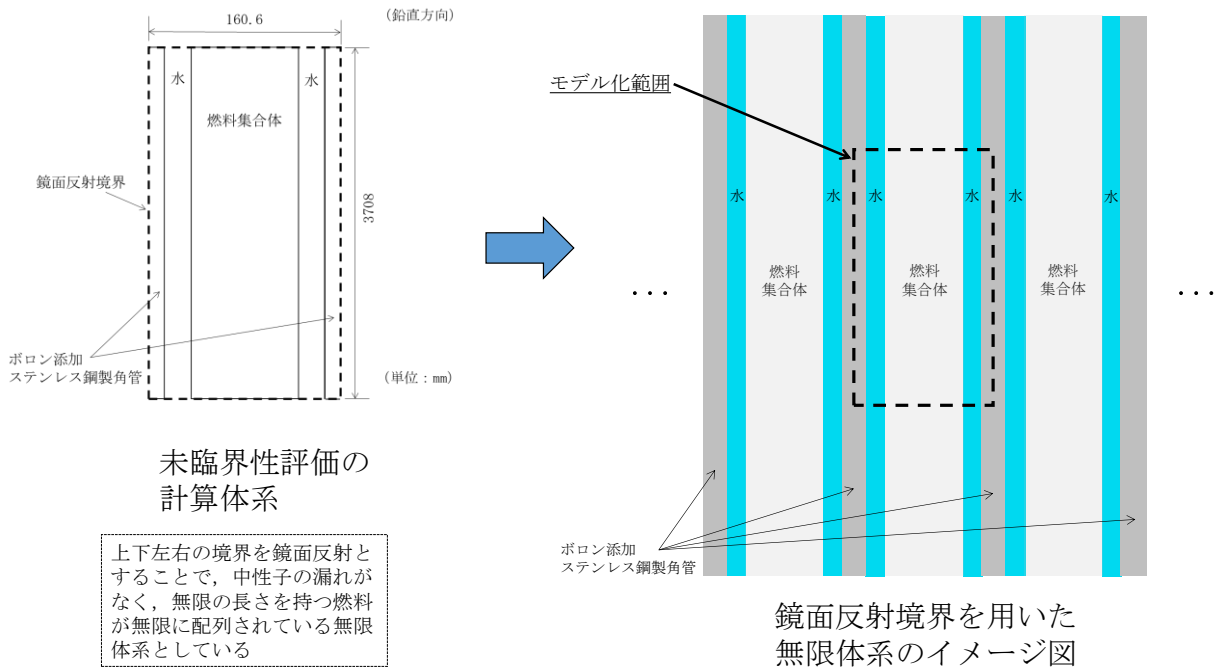 160.6
(鉛直方向)
水
水
燃料集合体
鏡面反射境界
3708
ボロン添加
ステンレス鋼製角管
(単位:mm)
未臨界性評価の
計算体系
上下左右の境界を鏡面反射と
することで,中性子の漏れが
なく,無限の長さを持つ燃料
が無限に配列されている無限
体系としている
モデル化範囲
水
水
水
水
水
水
燃料
集合体
燃料
集合体
燃料
集合体
...
...
ボロン添加
ステンレス鋼製角管
鏡面反射境界を用いた
無限体系のイメージ図